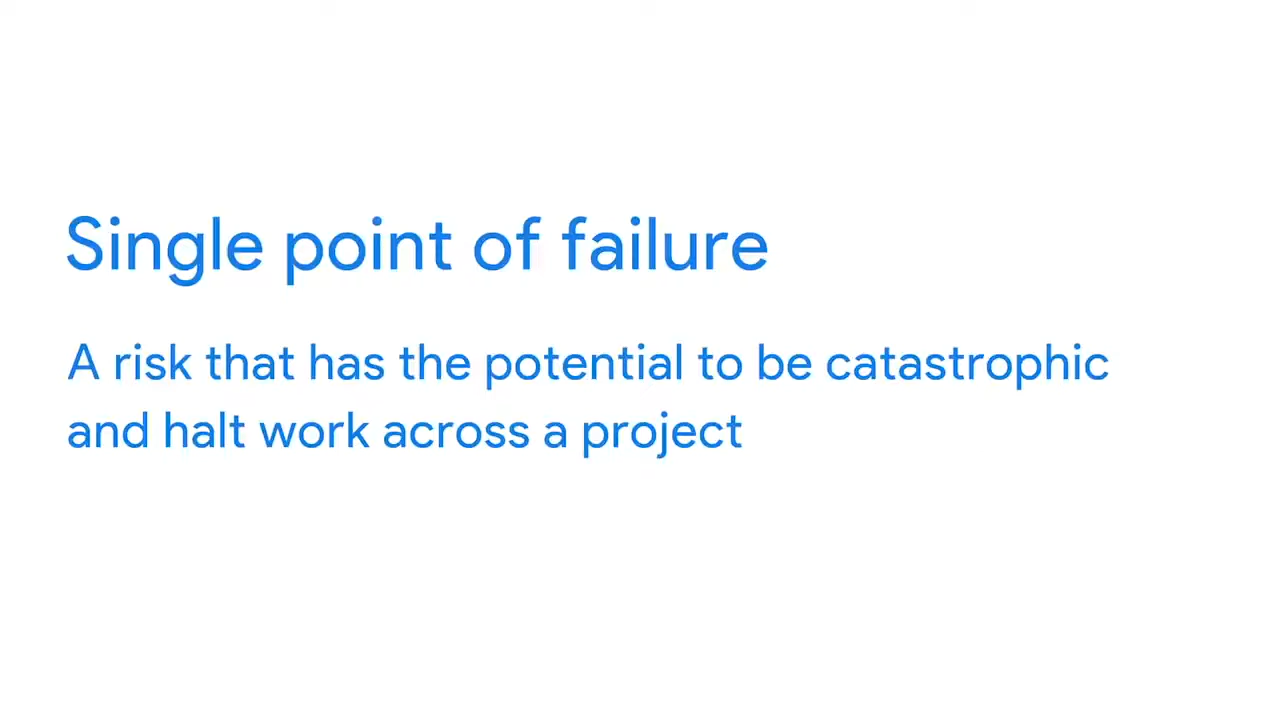 Single point of failure
A risk that has the potential to be catastrophic
and halt work across a project